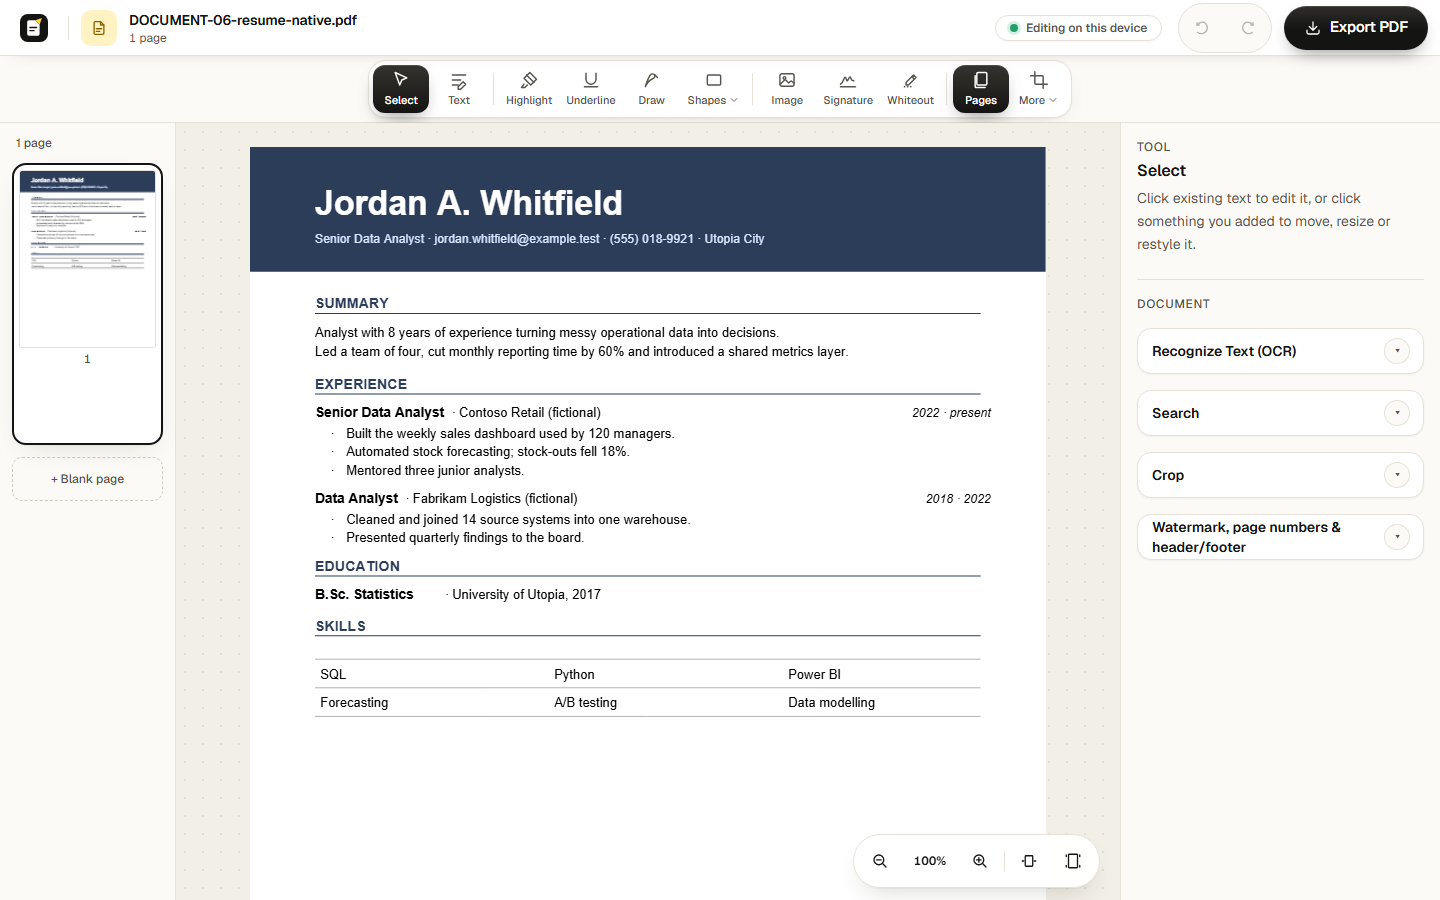 DOCUMENT-06-resume-native.pdf
1 page
Editing on this device
Export PDF
Select
Text
Highlight
Underline
Draw
Shapes
Image
Signature
Whiteout
Pages
More
1 page
Jordan A. Whitfield
1
+ Blank page
Jordan A. Whitfield
Senior Data Analyst · jordan.whitfield@example.test · (555) 018-9921 · Utopia City
SUMMARY
Analyst with 8 years of experience turning messy operational data into decisions.
Led a team of four, cut monthly reporting time by 60% and introduced a shared metrics layer.
EXPERIENCE
Senior Data Analyst · Contoso Retail (fictional) 2022 · present
· Built the weekly sales dashboard used by 120 managers.
· Automated stock forecasting; stock-outs fell 18%.
· Mentored three junior analysts.
Data Analyst · Fabrikam Logistics (fictional) 2018 · 2022
· Cleaned and joined 14 source systems into one warehouse.
· Presented quarterly findings to the board.
EDUCATION
B.Sc. Statistics · University of Utopia, 2017
SKILLS
SQL Python Power BI
Forecasting A/B testing Data modelling
100%
TOOL
Select
Click existing text to edit it, or click
something you added to move, resize or
restyle it.
DOCUMENT
Recognize Text (OCR)
Search
Crop
Watermark, page numbers &
header/footer